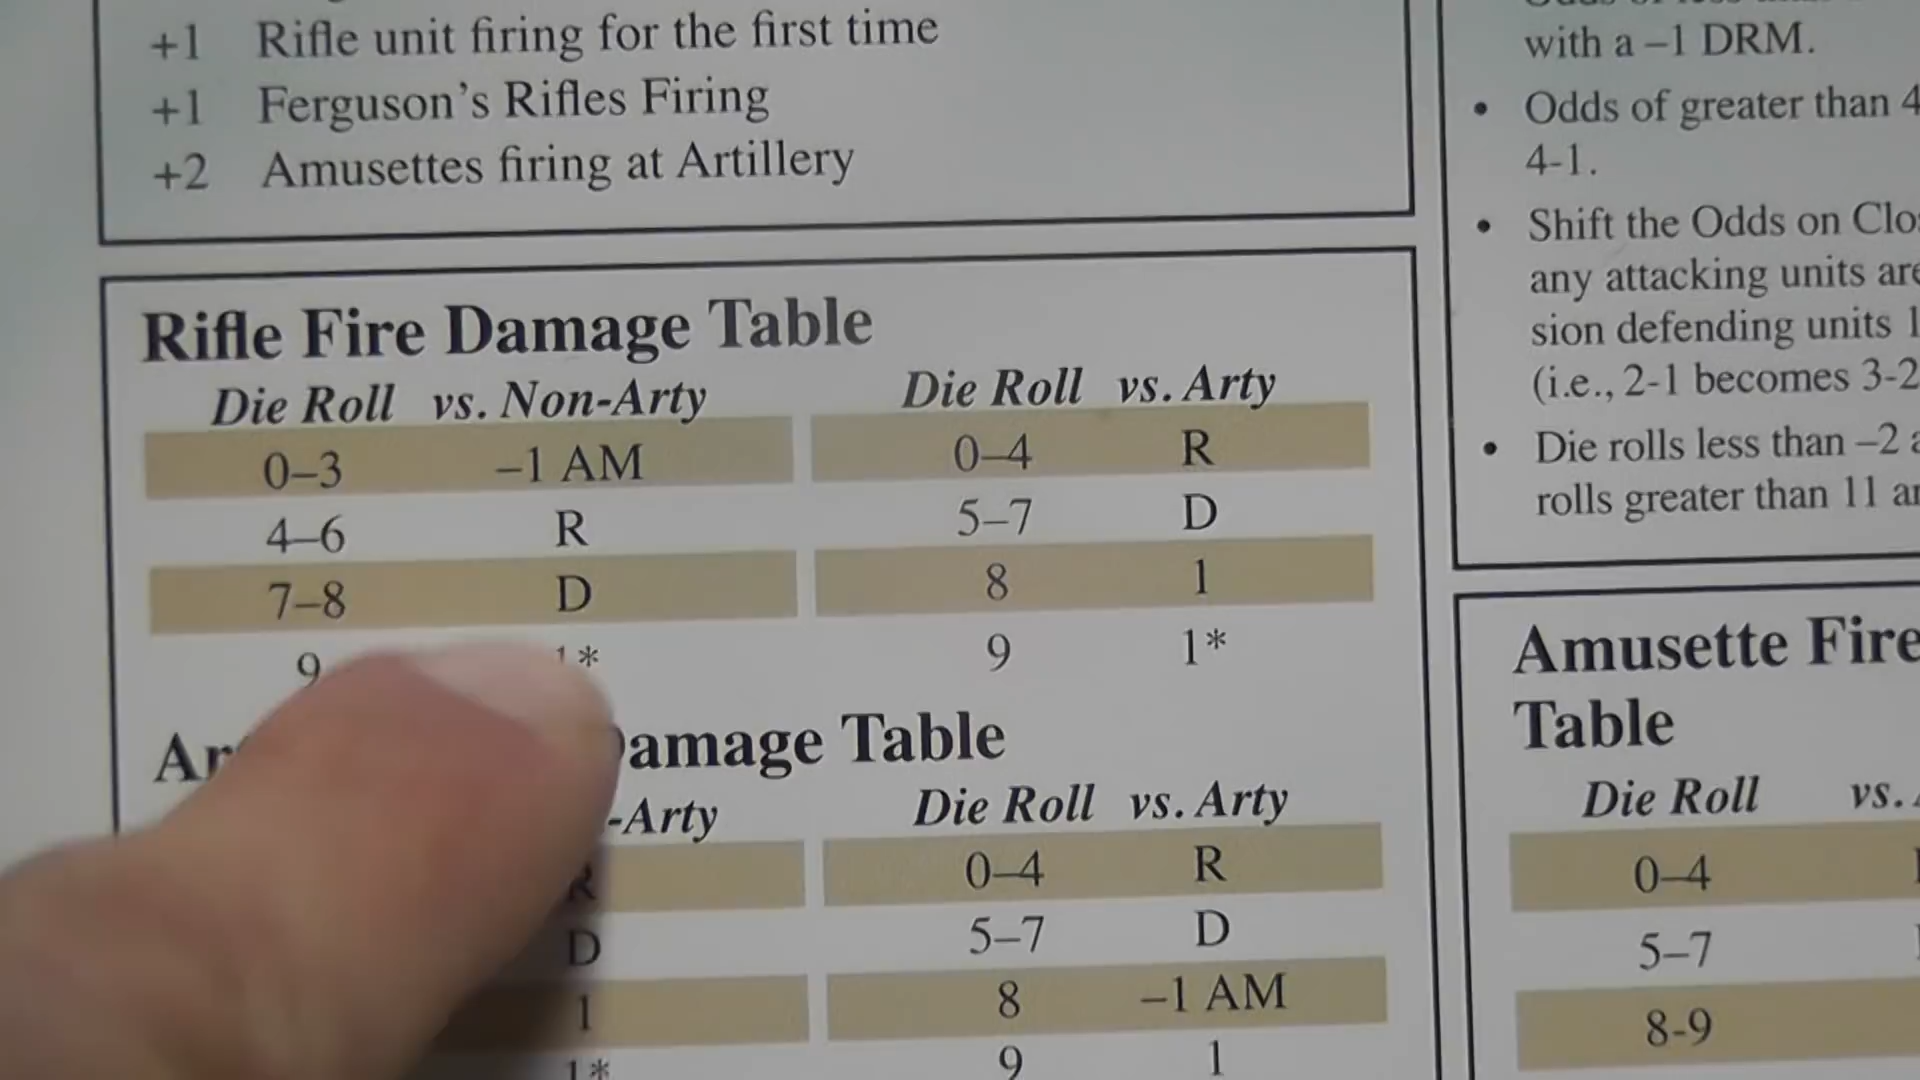 +1 Rifle unit firing for the first time
+1 Ferguson's Rifles Firing
+2 Amusettes firing at Artillery
Rifle Fire Damage Table
Die Roll vs. Non-Arty Die Roll vs. Arty
0–3 –1 AM 0–4 R
4–6 R 5–7 D
7–8 D 8 1
9 1* 9 1*
Damage Table
-Arty Die Roll vs. Arty
R 0–4 R
D 5–7 D
1 8 –1 AM
1* 9 1
with a –1 DRM.
• Odds of greater than 4
4-1.
• Shift the Odds on
any attacking units are
defending units
(i.e., 2-1 becomes 3-2
• Die rolls less than –2
rolls greater than 11
Amusette Fire
Table
Die Roll vs.
0–4
5–7
8-9